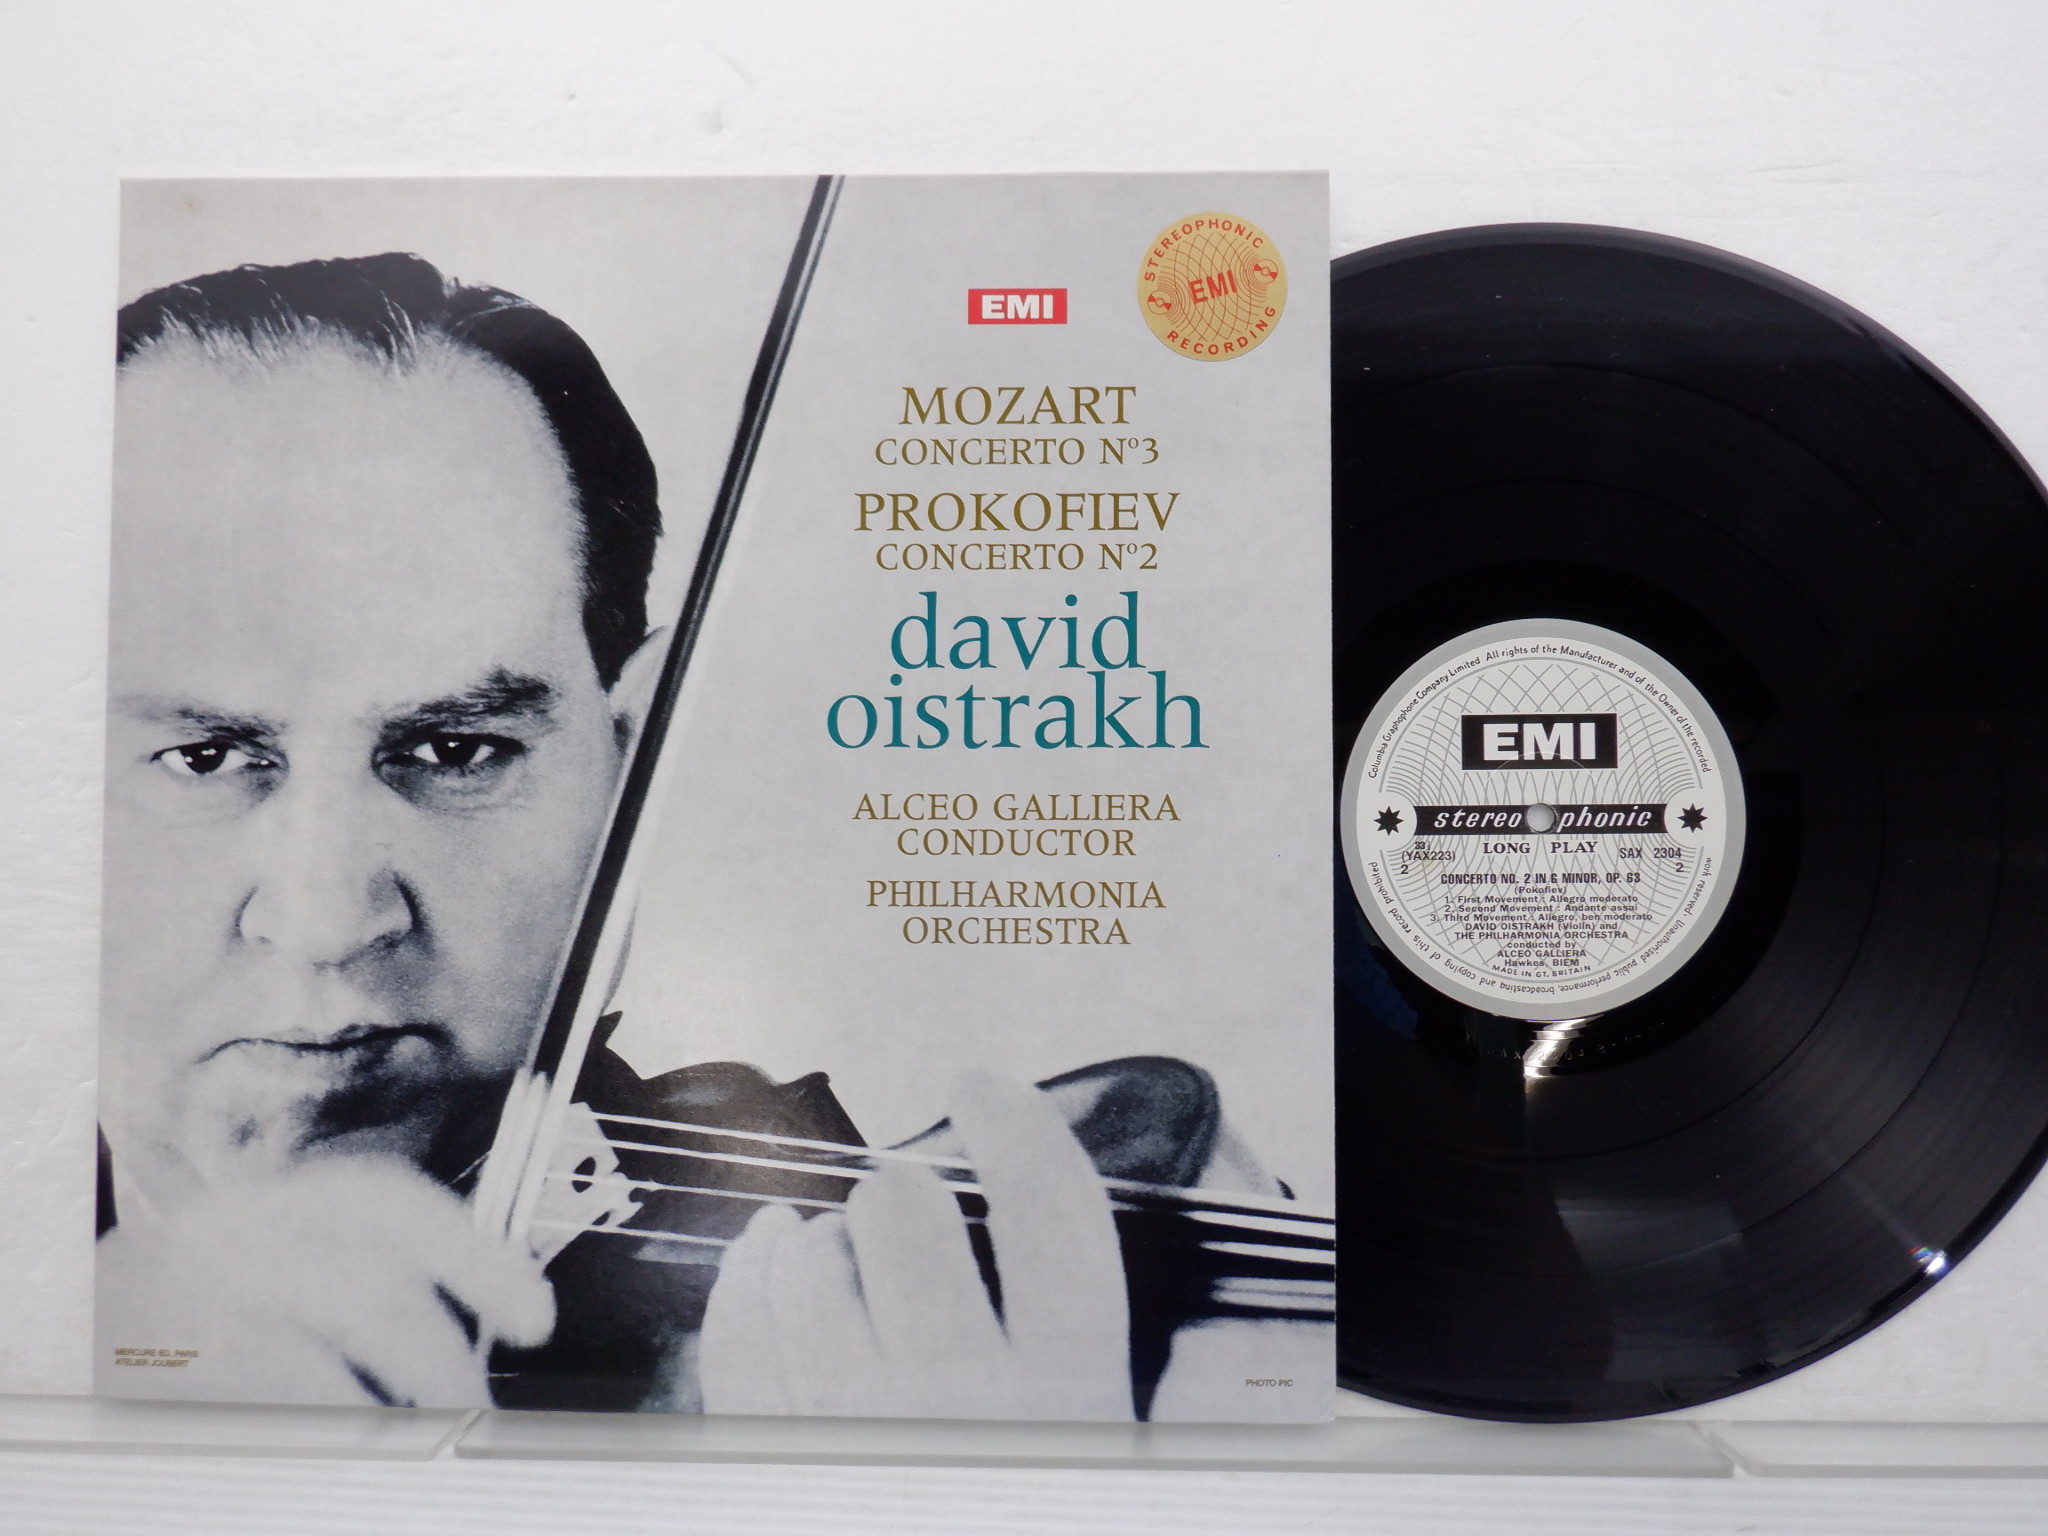 EMI
STEREOPHONIC
EMI
RECORDING
MOZART
CONCERTO Nº3
PROKOFIEV
CONCERTO Nº2
david
oistrakh
ALCEO GALLIERA
CONDUCTOR
PHILHARMONIA
ORCHESTRA
MERCURE ED. PARIS
ATELIER JOUBERT
PHOTO PIC
Columbia Graphophone Company Limited All rights of the Manufacturer and of the Owner of the recorded work reserved. Unauthorised public performance, broadcasting and copying of this record prohibited
EMI
stereophonic
33⅓ LONG PLAY
(YAX223) SAX 2304
2 2
CONCERTO NO. 2 IN G MINOR, OP. 63
(Pokofiev)
1. First Movement : Allegro moderato
2. Second Movement : Andante assai
3. Third Movement : Allegro, ben moderato
DAVID OISTRAKH (Violin) and
THE PHILHARMONIA ORCHESTRA
conducted by
ALCEO GALLIERA
Hawkes, BIEM
MADE IN GT. BRITAIN